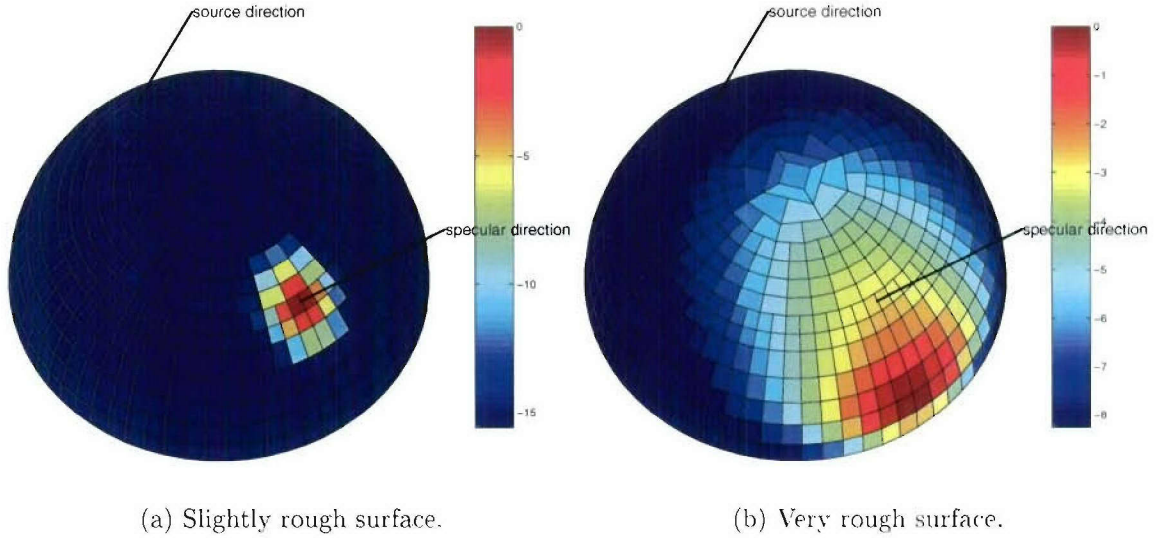 source direction
0
-5
specular direction
-10
-15
(a) Slightly rough surface.
source direction
0
-1
-2
-3
-4
specular direction
-5
-6
-7
-8
(b) Very rough surface.